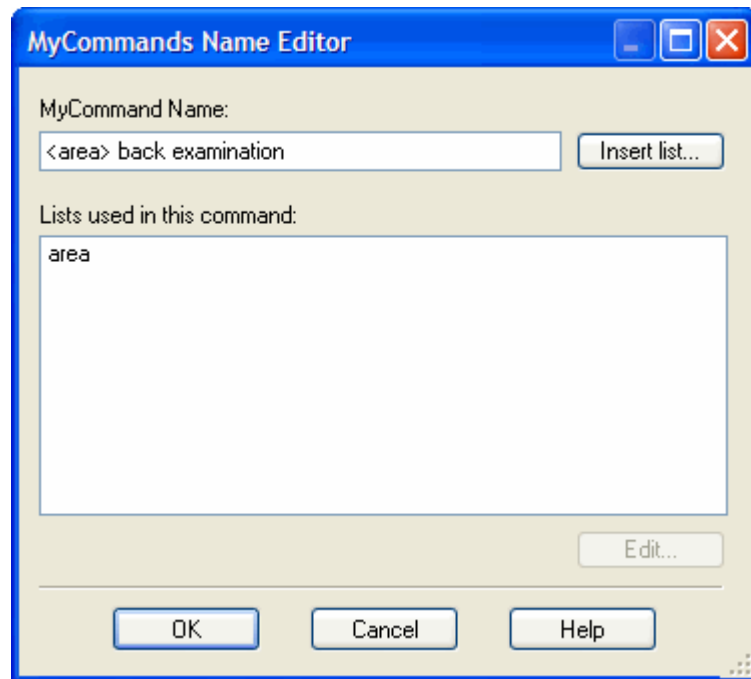 MyCommands Name Editor
MyCommand Name:
<area> back examination
Insert list...
Lists used in this command:
area
Edit...
OK
Cancel
Help